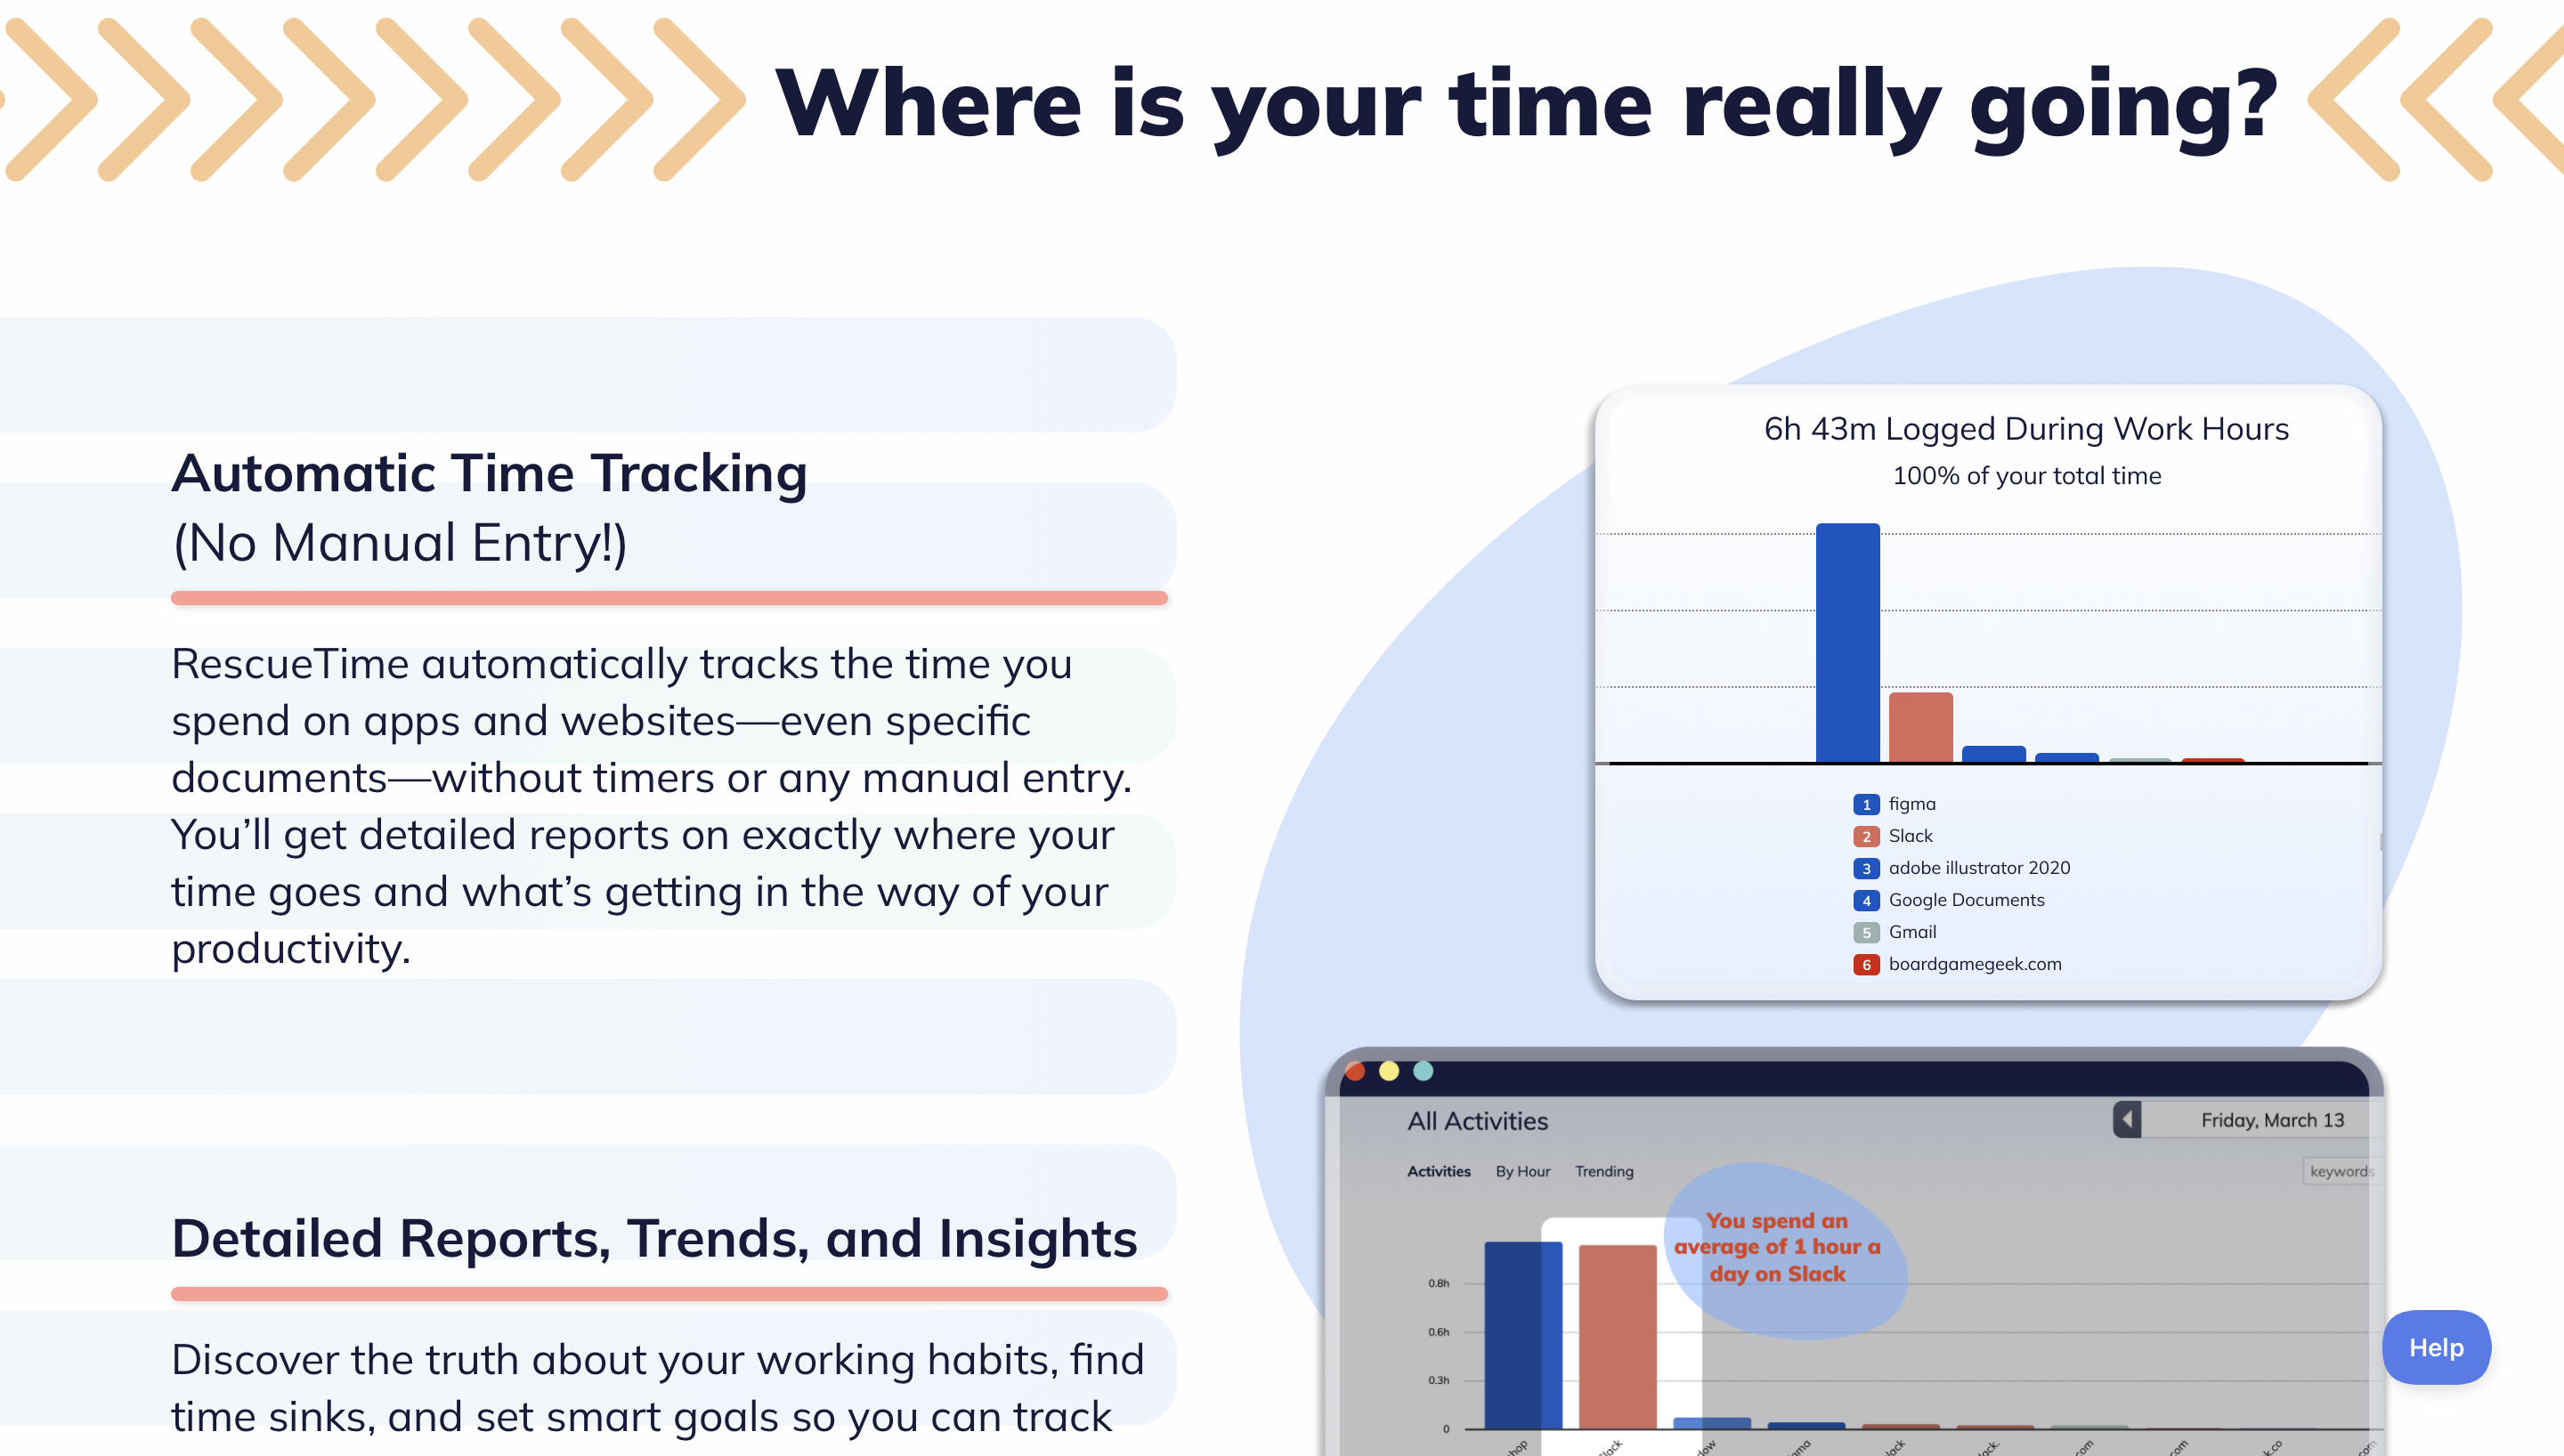 Where is your time really going?
Automatic Time Tracking
(No Manual Entry!)
RescueTime automatically tracks the time you
spend on apps and websites—even specific
documents—without timers or any manual entry.
You’ll get detailed reports on exactly where your
time goes and what’s getting in the way of your
productivity.
Detailed Reports, Trends, and Insights
Discover the truth about your working habits, find
time sinks, and set smart goals so you can track
6h 43m Logged During Work Hours
100% of your total time
1 figma
2 Slack
3 adobe illustrator 2020
4 Google Documents
5 Gmail
6 boardgamegeek.com
All Activities
Friday, March 13
Activities By Hour Trending
keywords
You spend an
average of 1 hour a
day on Slack
0.8h
0.6h
0.3h
0
Help